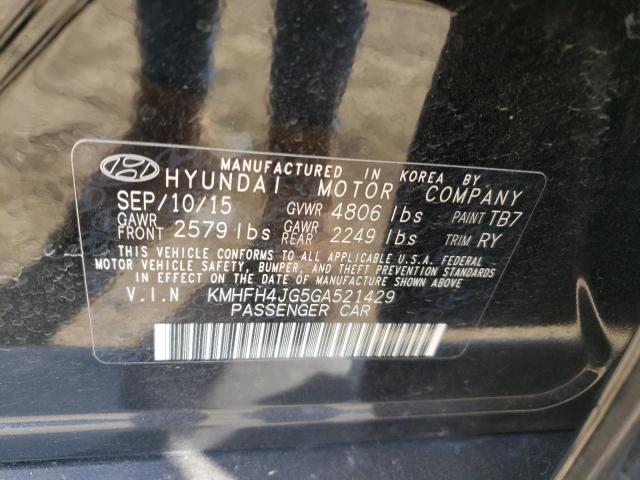 MANUFACTURED IN KOREA BY
HYUNDAI MOTOR COMPANY
SEP/10/15 GVWR 4806 lbs PAINT TB7
GAWR FRONT 2579 lbs GAWR REAR 2249 lbs TRIM RY
THIS VEHICLE CONFORMS TO ALL APPLICABLE U.S.A. FEDERAL
MOTOR VEHICLE SAFETY, BUMPER, AND THEFT PREVENTION STANDARDS
IN EFFECT ON THE DATE OF MANUFACTURE SHOWN ABOVE
V.I.N KMHFH4JG5GA521429
PASSENGER CAR